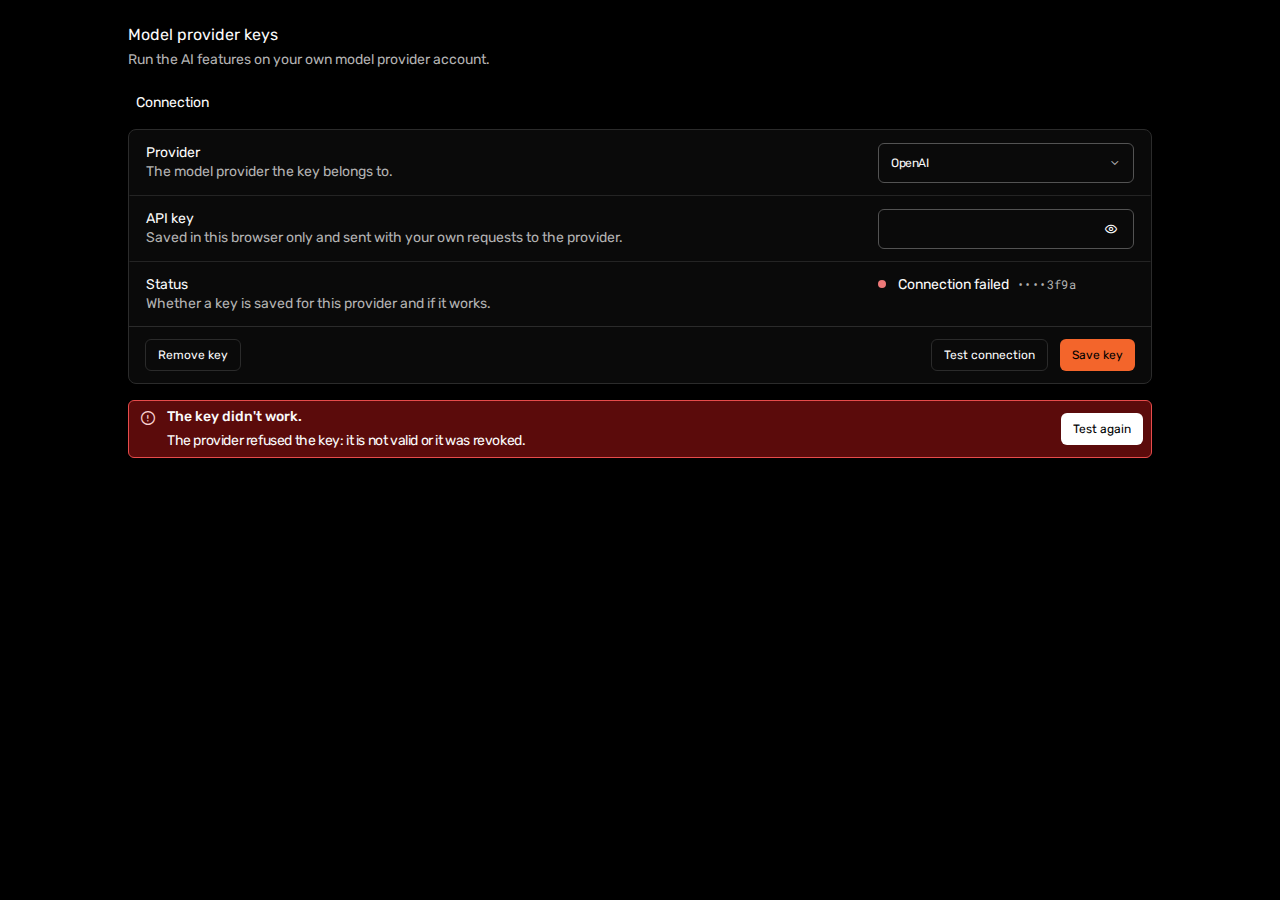 Model provider keys
Run the AI features on your own model provider account.
Connection
Provider
The model provider the key belongs to.
OpenAI
API key
Saved in this browser only and sent with your own requests to the provider.
Status
Whether a key is saved for this provider and if it works.
Connection failed ····3f9a
Remove key
Test connection
Save key
The key didn't work.
The provider refused the key: it is not valid or it was revoked.
Test again